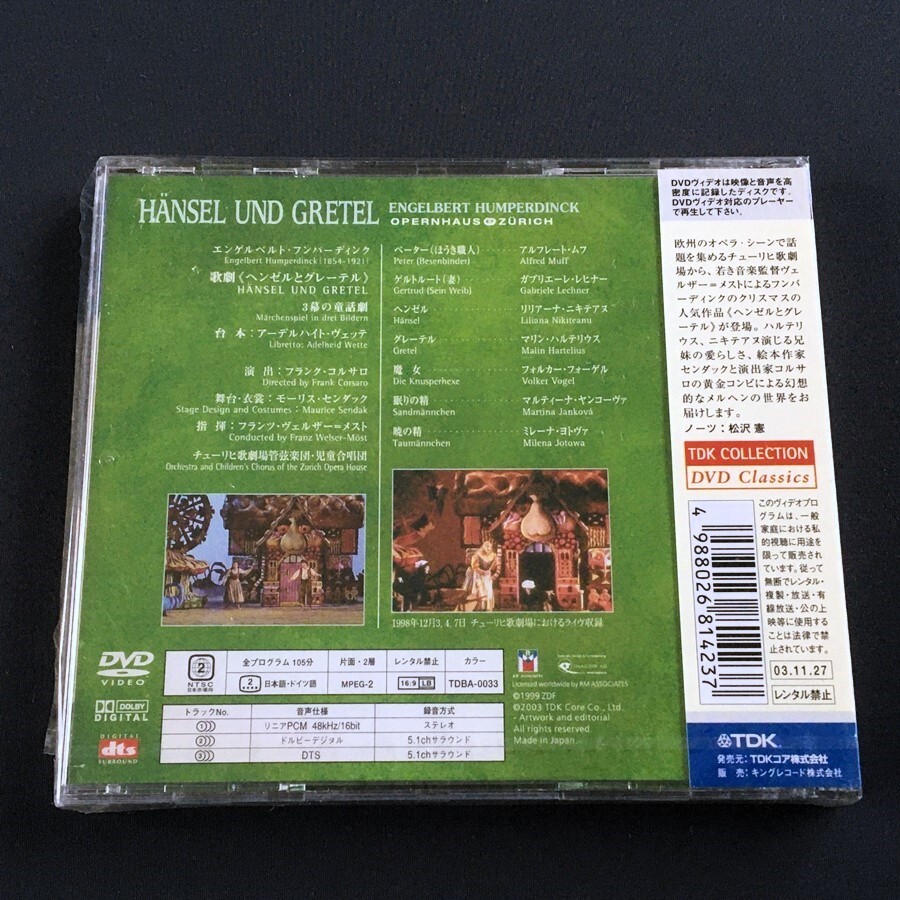 HÄNSEL UND GRETEL ENGELBERT HUMPERDINCK
OPERNHAUS ZÜRICH
エンゲルベルト・フンパーディンク
Engelbert Humperdinck (1854-1921)
歌劇《ヘンゼルとグレーテル》
HÄNSEL UND GRETEL
3幕の童話劇
Märchenspiel in drei Bildern
台 本：アーデルハイト・ヴェッテ
Libretto: Adelheid Wette
演 出：フランク・コルサロ
Directed by Frank Corsaro
舞台・衣裳：モーリス・センダック
Stage Design and Costumes : Maurice Sendak
指 揮：フランツ・ヴェルザー＝メスト
Conducted by Franz Welser-Möst
チューリヒ歌劇場管弦楽団・児童合唱団
Orchestra and Children's Chorus of the Zurich Opera House
ペーター（ほうき職人） アルフレート・ムフ
Peter (Besenbinder) Alfred Muff
ゲルトルート（妻） ガブリエーレ・レヒナー
Gertrud (Sein Weib) Gabriele Lechner
ヘンゼル リリアーナ・ニキテアヌ
Hänsel Liliana Nikiteanu
グレーテル マリン・ハルテリウス
Gretel Malin Hartelius
魔 女 フォルカー・フォーゲル
Die Knusperhexe Volker Vogel
眠りの精 マルティーナ・ヤンコーヴァ
Sandmännchen Martina Janková
暁の精 ミレーナ・ヨトヴァ
Taumännchen Milena Jotowa
1998年12月3, 4, 7日 チューリヒ歌劇場におけるライヴ収録
DVD
VIDEO
DOLBY
DIGITAL
DIGITAL
dts
SURROUND
2
NTSC
日本市場向
全プログラム 105分 片面・2層 レンタル禁止 カラー
2 日本語・ドイツ語 MPEG-2 16:9 LB TDBA-0033
トラックNo. 音声仕様 録音方式
1 リニアPCM 48kHz/16bit ステレオ
2 ドルビーデジタル 5.1chサラウンド
3 DTS 5.1chサラウンド
Licensed worldwide by RM ASSOCIATES
©1999 ZDF
©2003 TDK Core Co., Ltd.
- Artwork and editorial
All rights reserved.
Made in Japan.
DVDヴィデオは映像と音声を高
密度に記録したディスクです。
DVDヴィデオ対応のプレーヤー
で再生して下さい。
欧州のオペラ・シーンで話
題を集めるチューリヒ歌劇
場から、若き音楽監督ヴェ
ルザー＝メストによるフンパ
ーディンクのクリスマスの
人気作品《ヘンゼルとグレ
ーテル》が登場。ハルテリ
ウス、ニキテアヌ演じる兄
妹の愛らしさ、絵本作家
センダックと演出家コルサ
ロの黄金コンビによる幻想
的なメルヘンの世界をお
届けします。
ノーツ：松沢 憲
TDK COLLECTION
DVD Classics
4 988026 814237
このヴィデオプロ
グラムは、一般
家庭における私
的視聴に用途を
限って販売され
ています。従って
無断でレンタル・
複製・放送・有
線放送・公の上
映等に使用する
ことは法律で禁
止されています。
03.11.27
レンタル禁止
TDK
発売元：TDKコア株式会社
販 売：キングレコード株式会社